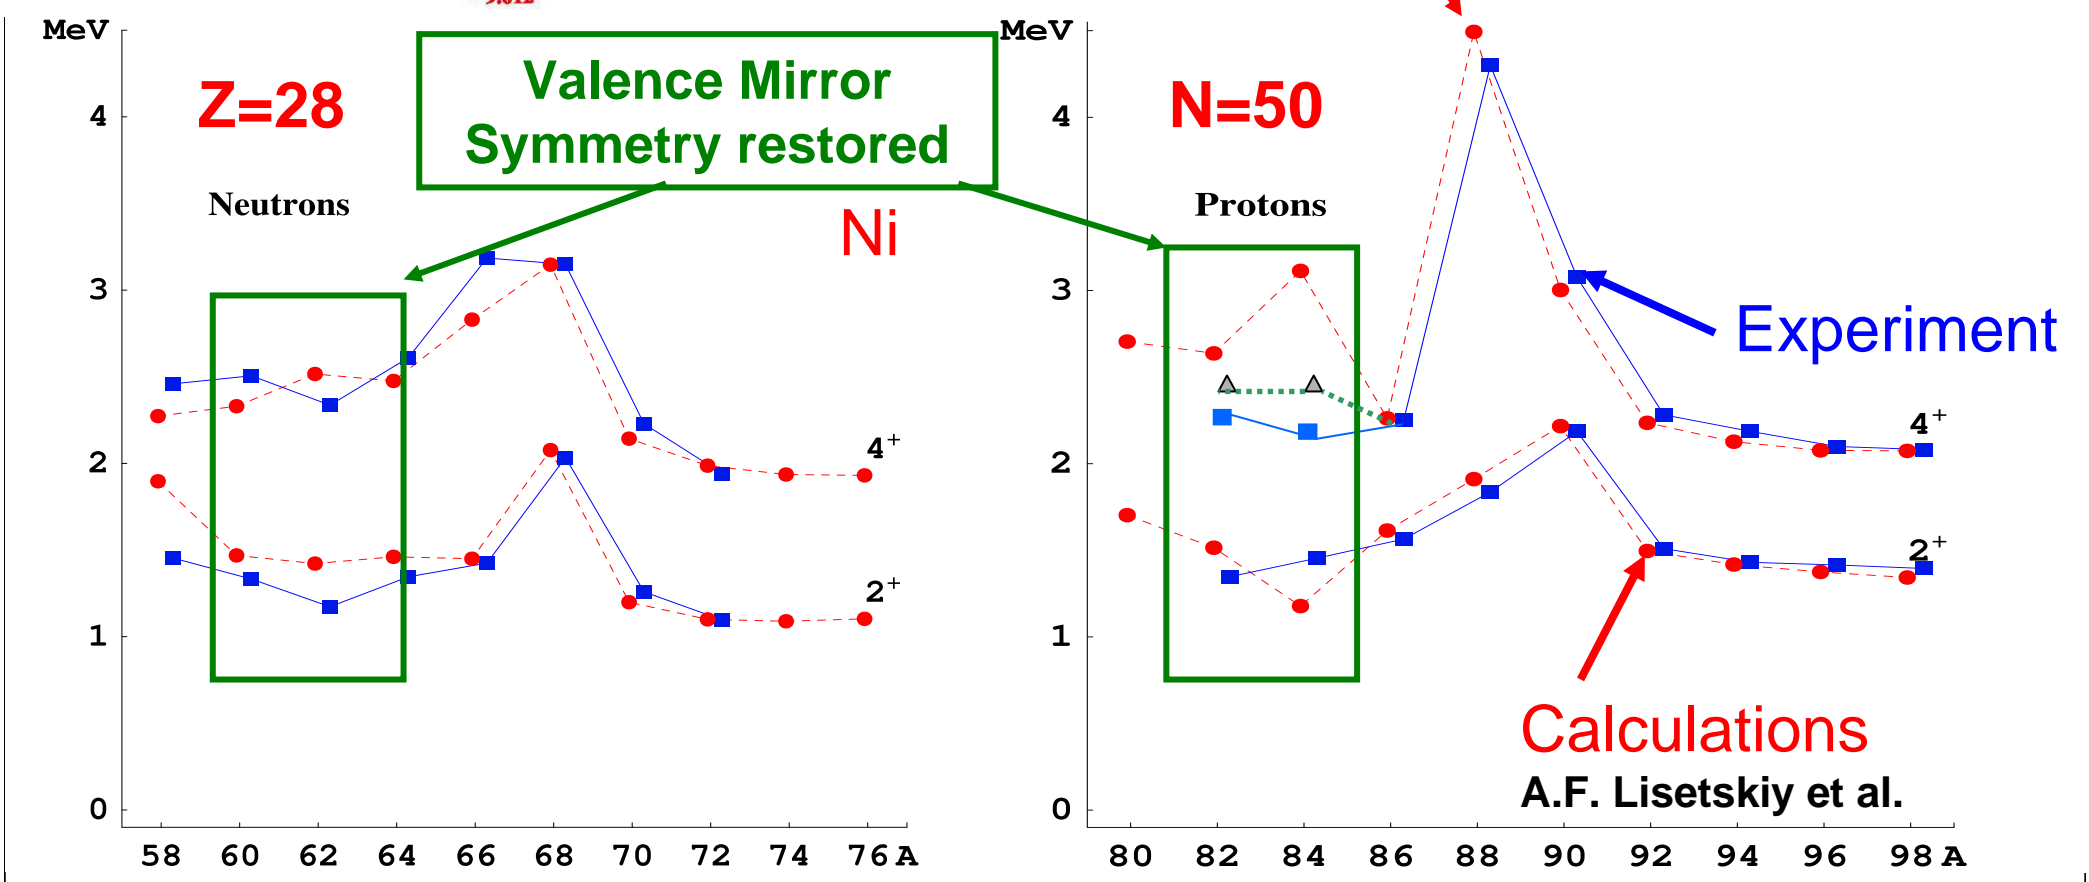 MeV
4
3
2
1
0
Z=28
Neutrons
Ni
4+
2+
58 60 62 64 66 68 70 72 74 76 A
Valence Mirror
Symmetry restored
MeV
4
3
2
1
0
N=50
Protons
Experiment
4+
2+
Calculations
A.F. Lisetskiy et al.
80 82 84 86 88 90 92 94 96 98 A